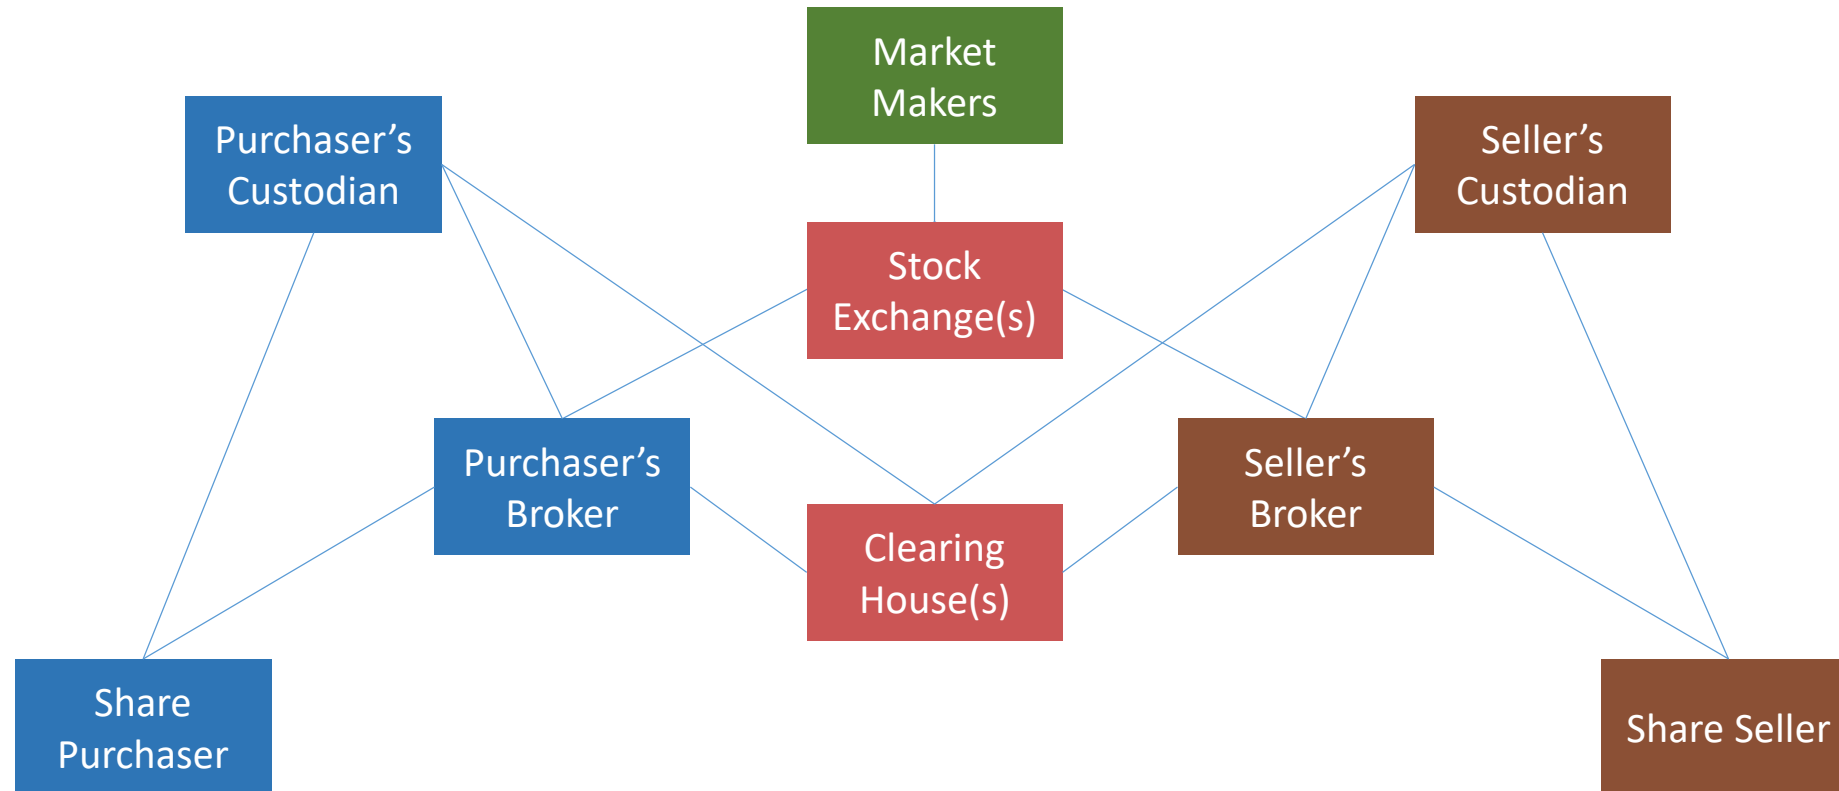 Market
Makers
Purchaser’s
Custodian
Seller’s
Custodian
Stock
Exchange(s)
Purchaser’s
Broker
Seller’s
Broker
Clearing
House(s)
Share
Purchaser
Share Seller